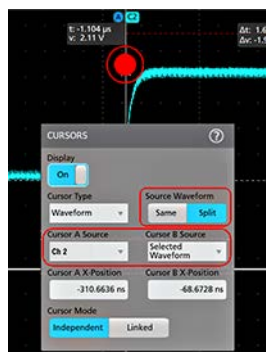 A C2
t: -1.104 µs
v: 2.11 V
Δt: 1.6
Δv: -1.5
CURSORS
?
Display
On
Cursor Type
Source Waveform
Waveform
Same Split
Cursor A Source
Cursor B Source
Ch 2
Selected Waveform
Cursor A X-Position
Cursor B X-Position
-310.6636 ns
-68.6728 ns
Cursor Mode
Independent Linked